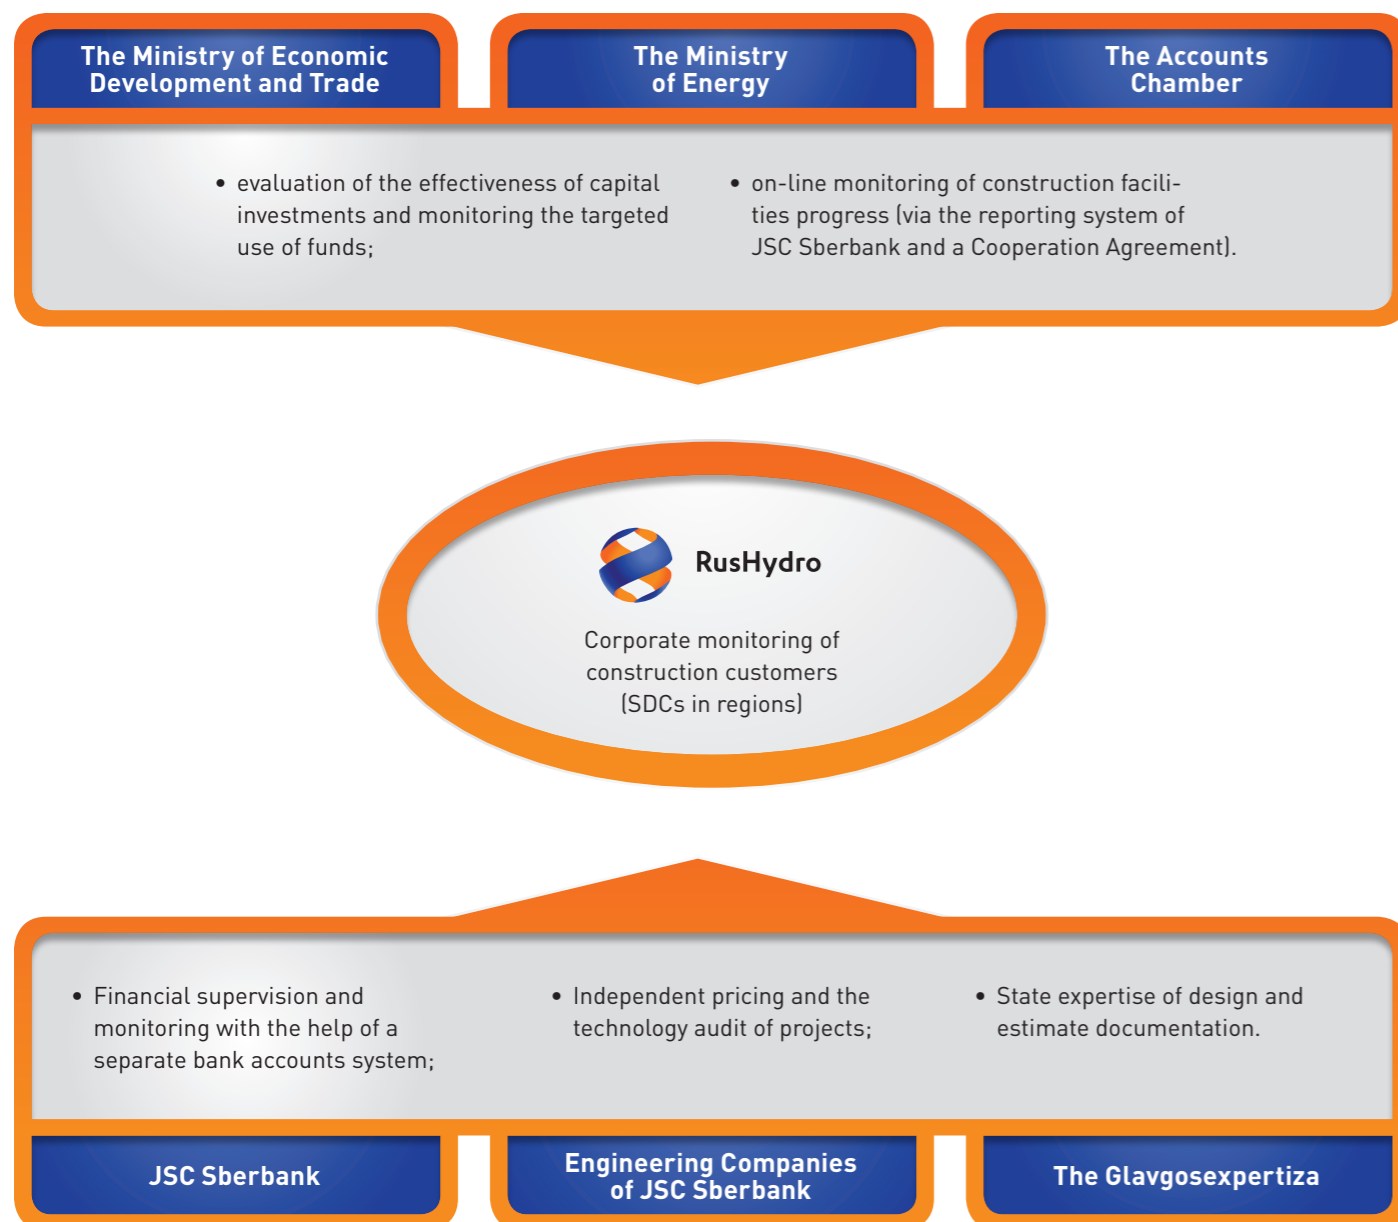 The Ministry of Economic
Development and Trade
The Ministry
of Energy
The Accounts
Chamber
• evaluation of the effectiveness of capital
investments and monitoring the targeted
use of funds;
• on-line monitoring of construction facili-
ties progress (via the reporting system of
JSC Sberbank and a Cooperation Agreement).
RusHydro
Corporate monitoring of
construction customers
(SDCs in regions)
• Financial supervision and
monitoring with the help of a
separate bank accounts system;
• Independent pricing and the
technology audit of projects;
• State expertise of design and
estimate documentation.
JSC Sberbank
Engineering Companies
of JSC Sberbank
The Glavgosexpertiza